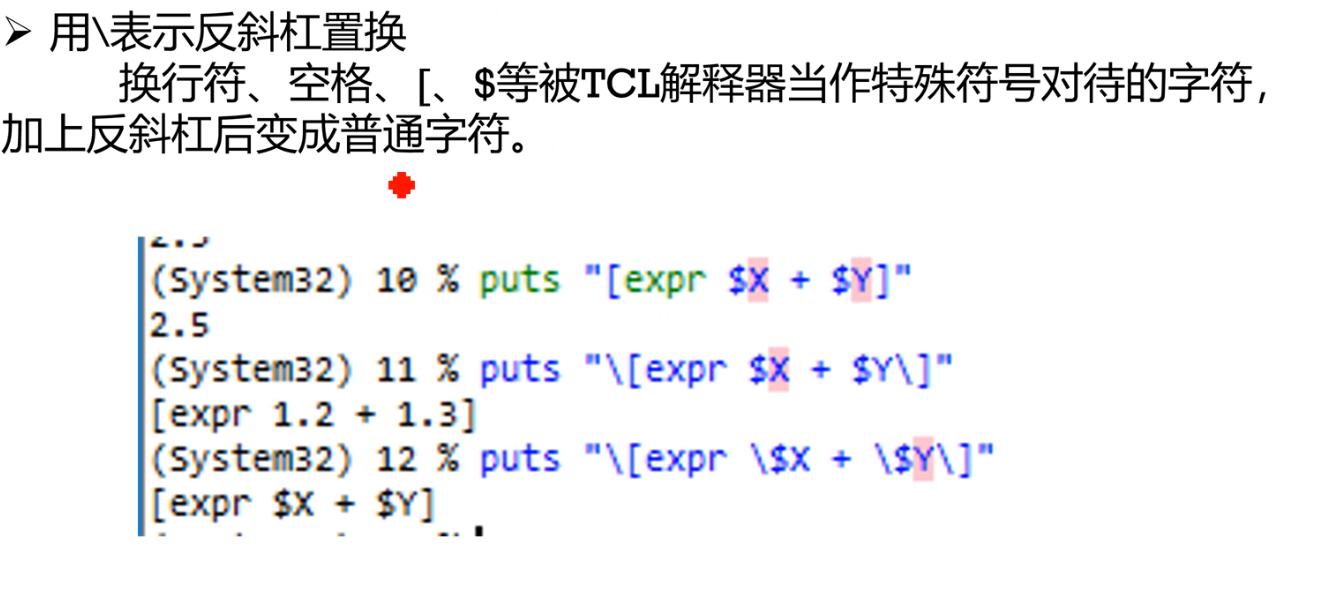 ➢ 用\表示反斜杠置换
换行符、空格、[、$等被TCL解释器当作特殊符号对待的字符，
加上反斜杠后变成普通字符。
(System32) 10 % puts "[expr $X + $Y]"
2.5
(System32) 11 % puts "\[expr $X + $Y\]"
[expr 1.2 + 1.3]
(System32) 12 % puts "\[expr \$X + \$Y\]"
[expr $X + $Y]